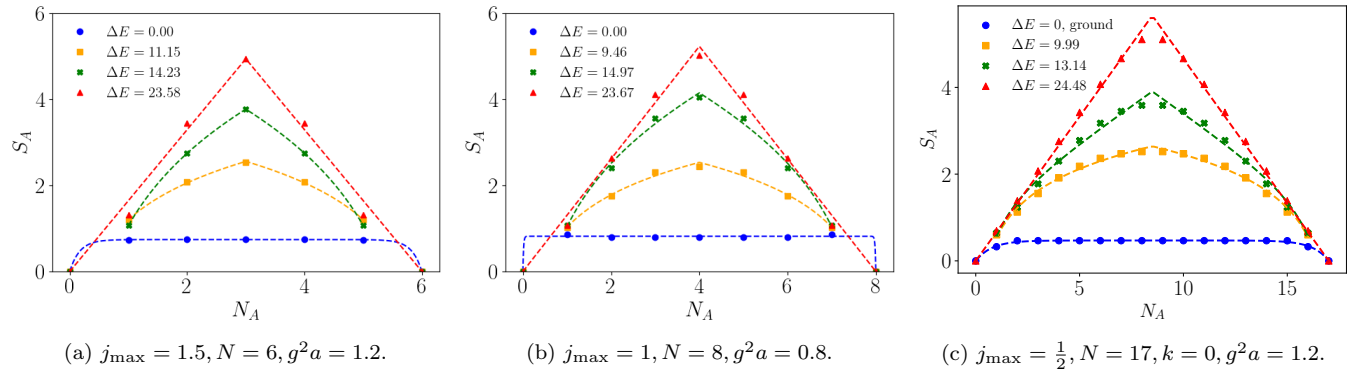 6
4
2
0
S_A
ΔE = 0.00
ΔE = 11.15
ΔE = 14.23
ΔE = 23.58
0 2 4 6
N_A
(a) j_max = 1.5, N = 6, g²a = 1.2.
6
4
2
0
S_A
ΔE = 0.00
ΔE = 9.46
ΔE = 14.97
ΔE = 23.67
0 2 4 6 8
N_A
(b) j_max = 1, N = 8, g²a = 0.8.
4
2
0
S_A
ΔE = 0, ground
ΔE = 9.99
ΔE = 13.14
ΔE = 24.48
0 5 10 15
N_A
(c) j_max = 1/2, N = 17, k = 0, g²a = 1.2.